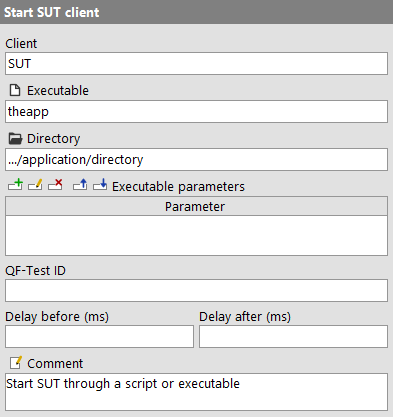 Start SUT client
Client
SUT
Executable
theapp
Directory
.../application/directory
Executable parameters
Parameter
QF-Test ID
Delay before (ms) Delay after (ms)
Comment
Start SUT through a script or executable